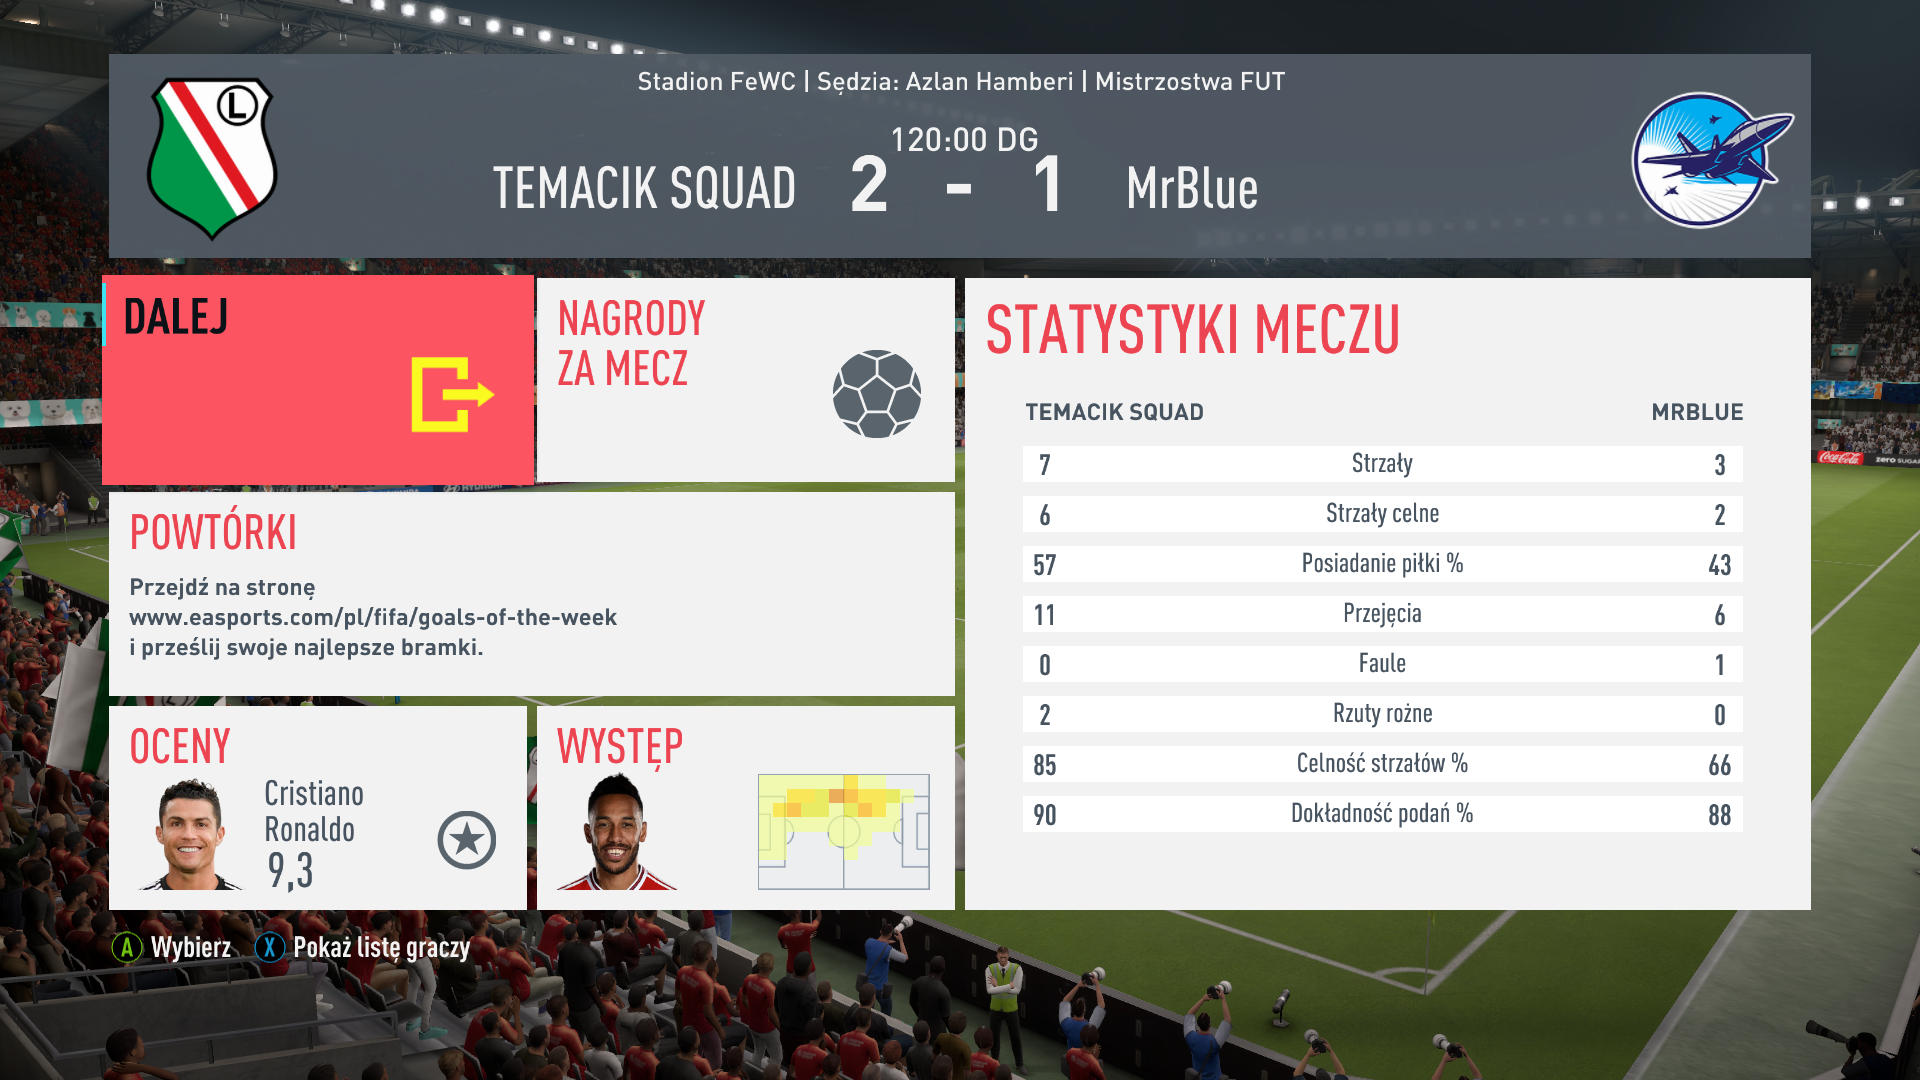 Stadion FeWC | Sędzia: Azlan Hamberi | Mistrzostwa FUT
120:00 DG
TEMACIK SQUAD 2 - 1 MrBlue
L
DALEJ
NAGRODY
ZA MECZ
POWTÓRKI
Przejdź na stronę
www.easports.com/pl/fifa/goals-of-the-week
i prześlij swoje najlepsze bramki.
OCENY
Cristiano
Ronaldo
9,3
WYSTĘP
STATYSTYKI MECZU
TEMACIK SQUAD MRBLUE
7 Strzały 3
6 Strzały celne 2
57 Posiadanie piłki % 43
11 Przejęcia 6
0 Faule 1
2 Rzuty rożne 0
85 Celność strzałów % 66
90 Dokładność podań % 88
Coca-Cola zero SUGAR
A Wybierz X Pokaż listę graczy